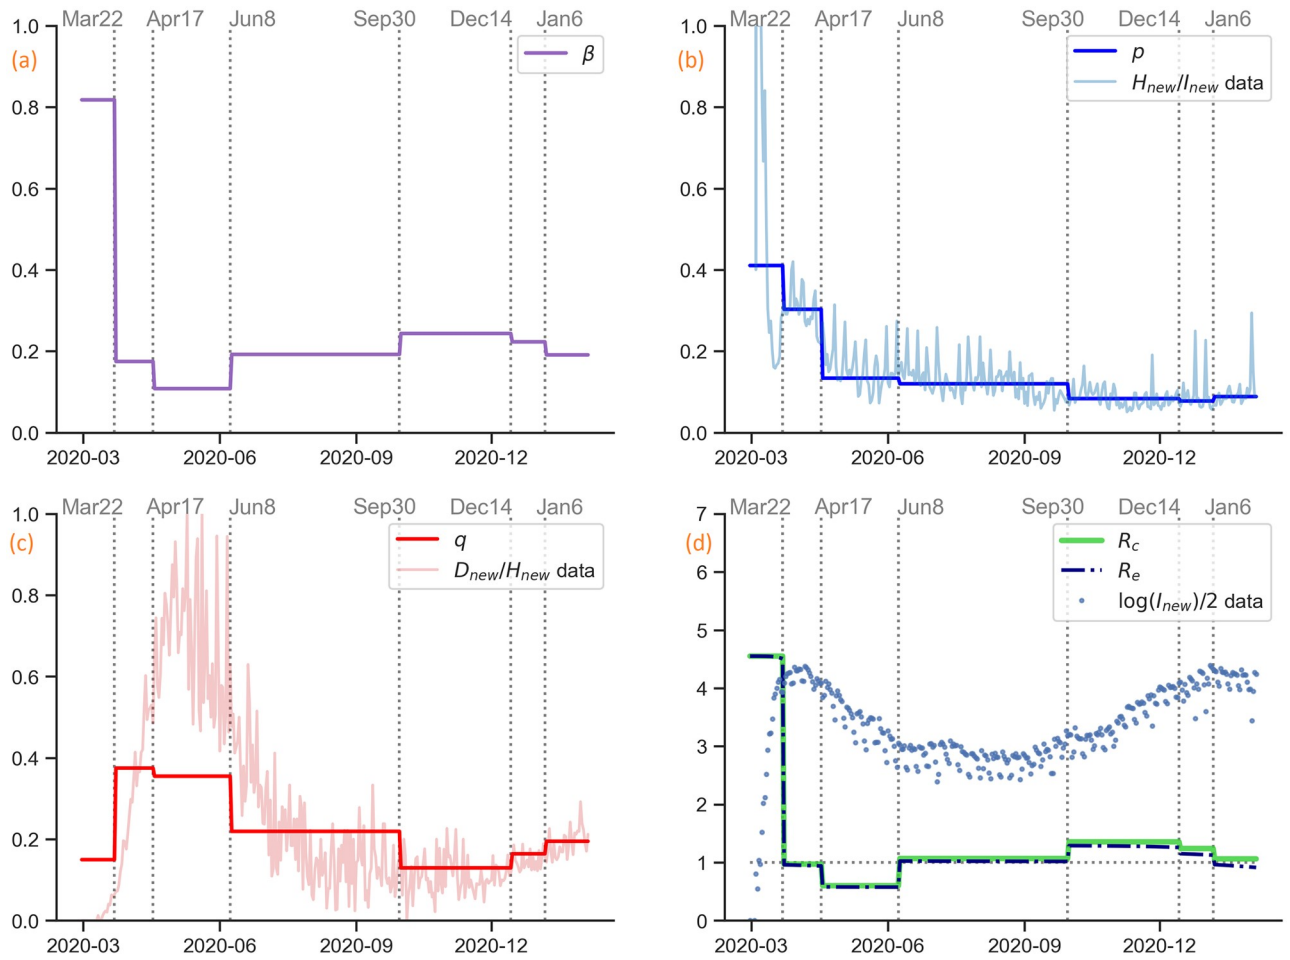 Mar22 Apr17 Jun8 Sep30 Dec14 Jan6
(a)
β
1.0
0.8
0.6
0.4
0.2
0.0
2020-03 2020-06 2020-09 2020-12
Mar22 Apr17 Jun8 Sep30 Dec14 Jan6
(b)
p
H_new/I_new data
1.0
0.8
0.6
0.4
0.2
0.0
2020-03 2020-06 2020-09 2020-12
Mar22 Apr17 Jun8 Sep30 Dec14 Jan6
(c)
q
D_new/H_new data
1.0
0.8
0.6
0.4
0.2
0.0
2020-03 2020-06 2020-09 2020-12
Mar22 Apr17 Jun8 Sep30 Dec14 Jan6
(d)
R_c
R_e
log(I_new)/2 data
7
6
5
4
3
2
1
0
2020-03 2020-06 2020-09 2020-12